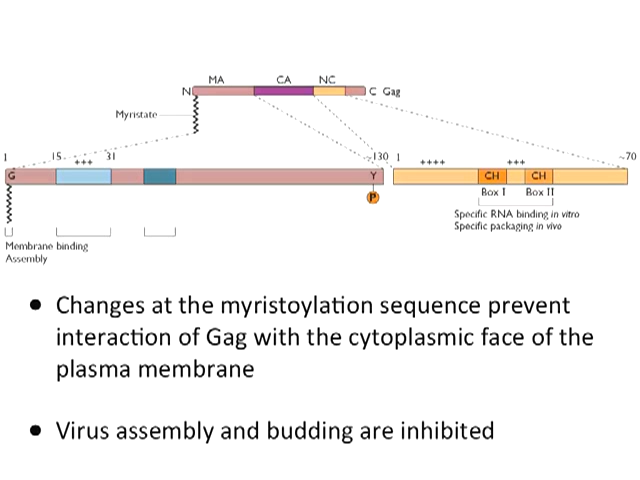 MA CA NC
N C Gag
Myristate
1 15 31 ~130 1 ~70
+++ ++++ +++
G Y CH CH
P Box I Box II
Specific RNA binding in vitro
Specific packaging in vivo
Membrane binding
Assembly
• Changes at the myristoylation sequence prevent
interaction of Gag with the cytoplasmic face of the
plasma membrane
• Virus assembly and budding are inhibited